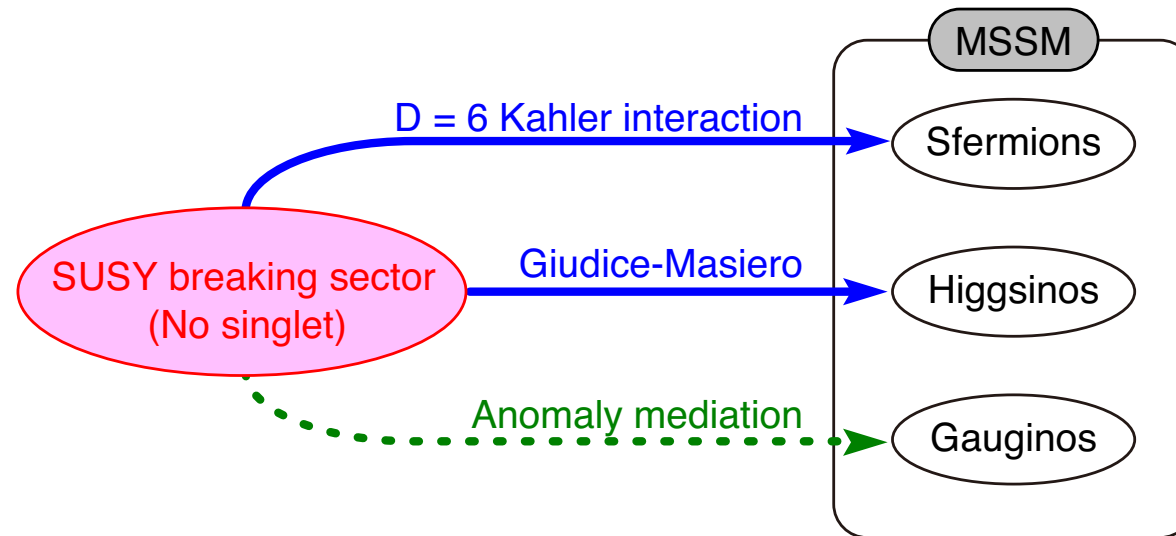 MSSM
D = 6 Kahler interaction
Sfermions
SUSY breaking sector
(No singlet)
Giudice-Masiero
Higgsinos
Anomaly mediation
Gauginos